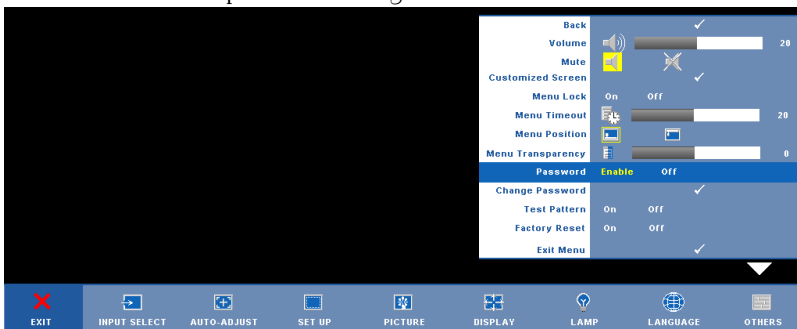 Back
Volume 20
Mute
Customized Screen
Menu Lock On Off
Menu Timeout 20
Menu Position
Menu Transparency 0
Password Enable Off
Change Password
Test Pattern On Off
Factory Reset On Off
Exit Menu
EXIT INPUT SELECT AUTO-ADJUST SET UP PICTURE DISPLAY LAMP LANGUAGE OTHERS